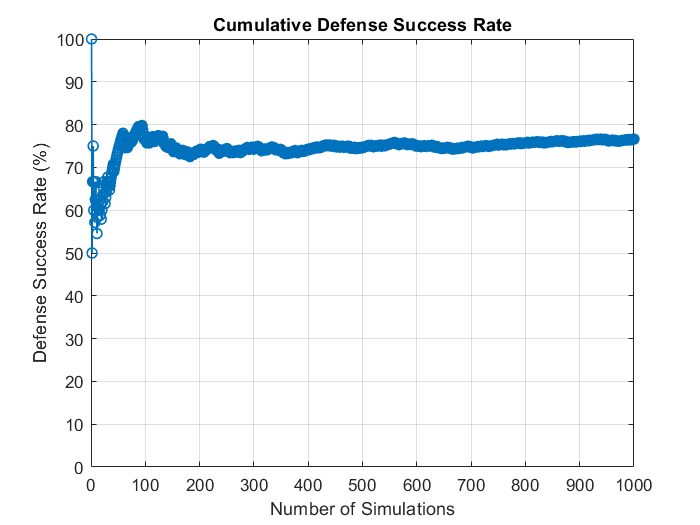 Cumulative Defense Success Rate
Defense Success Rate (%)
100
90
80
70
60
50
40
30
20
10
0
0 100 200 300 400 500 600 700 800 900 1000
Number of Simulations